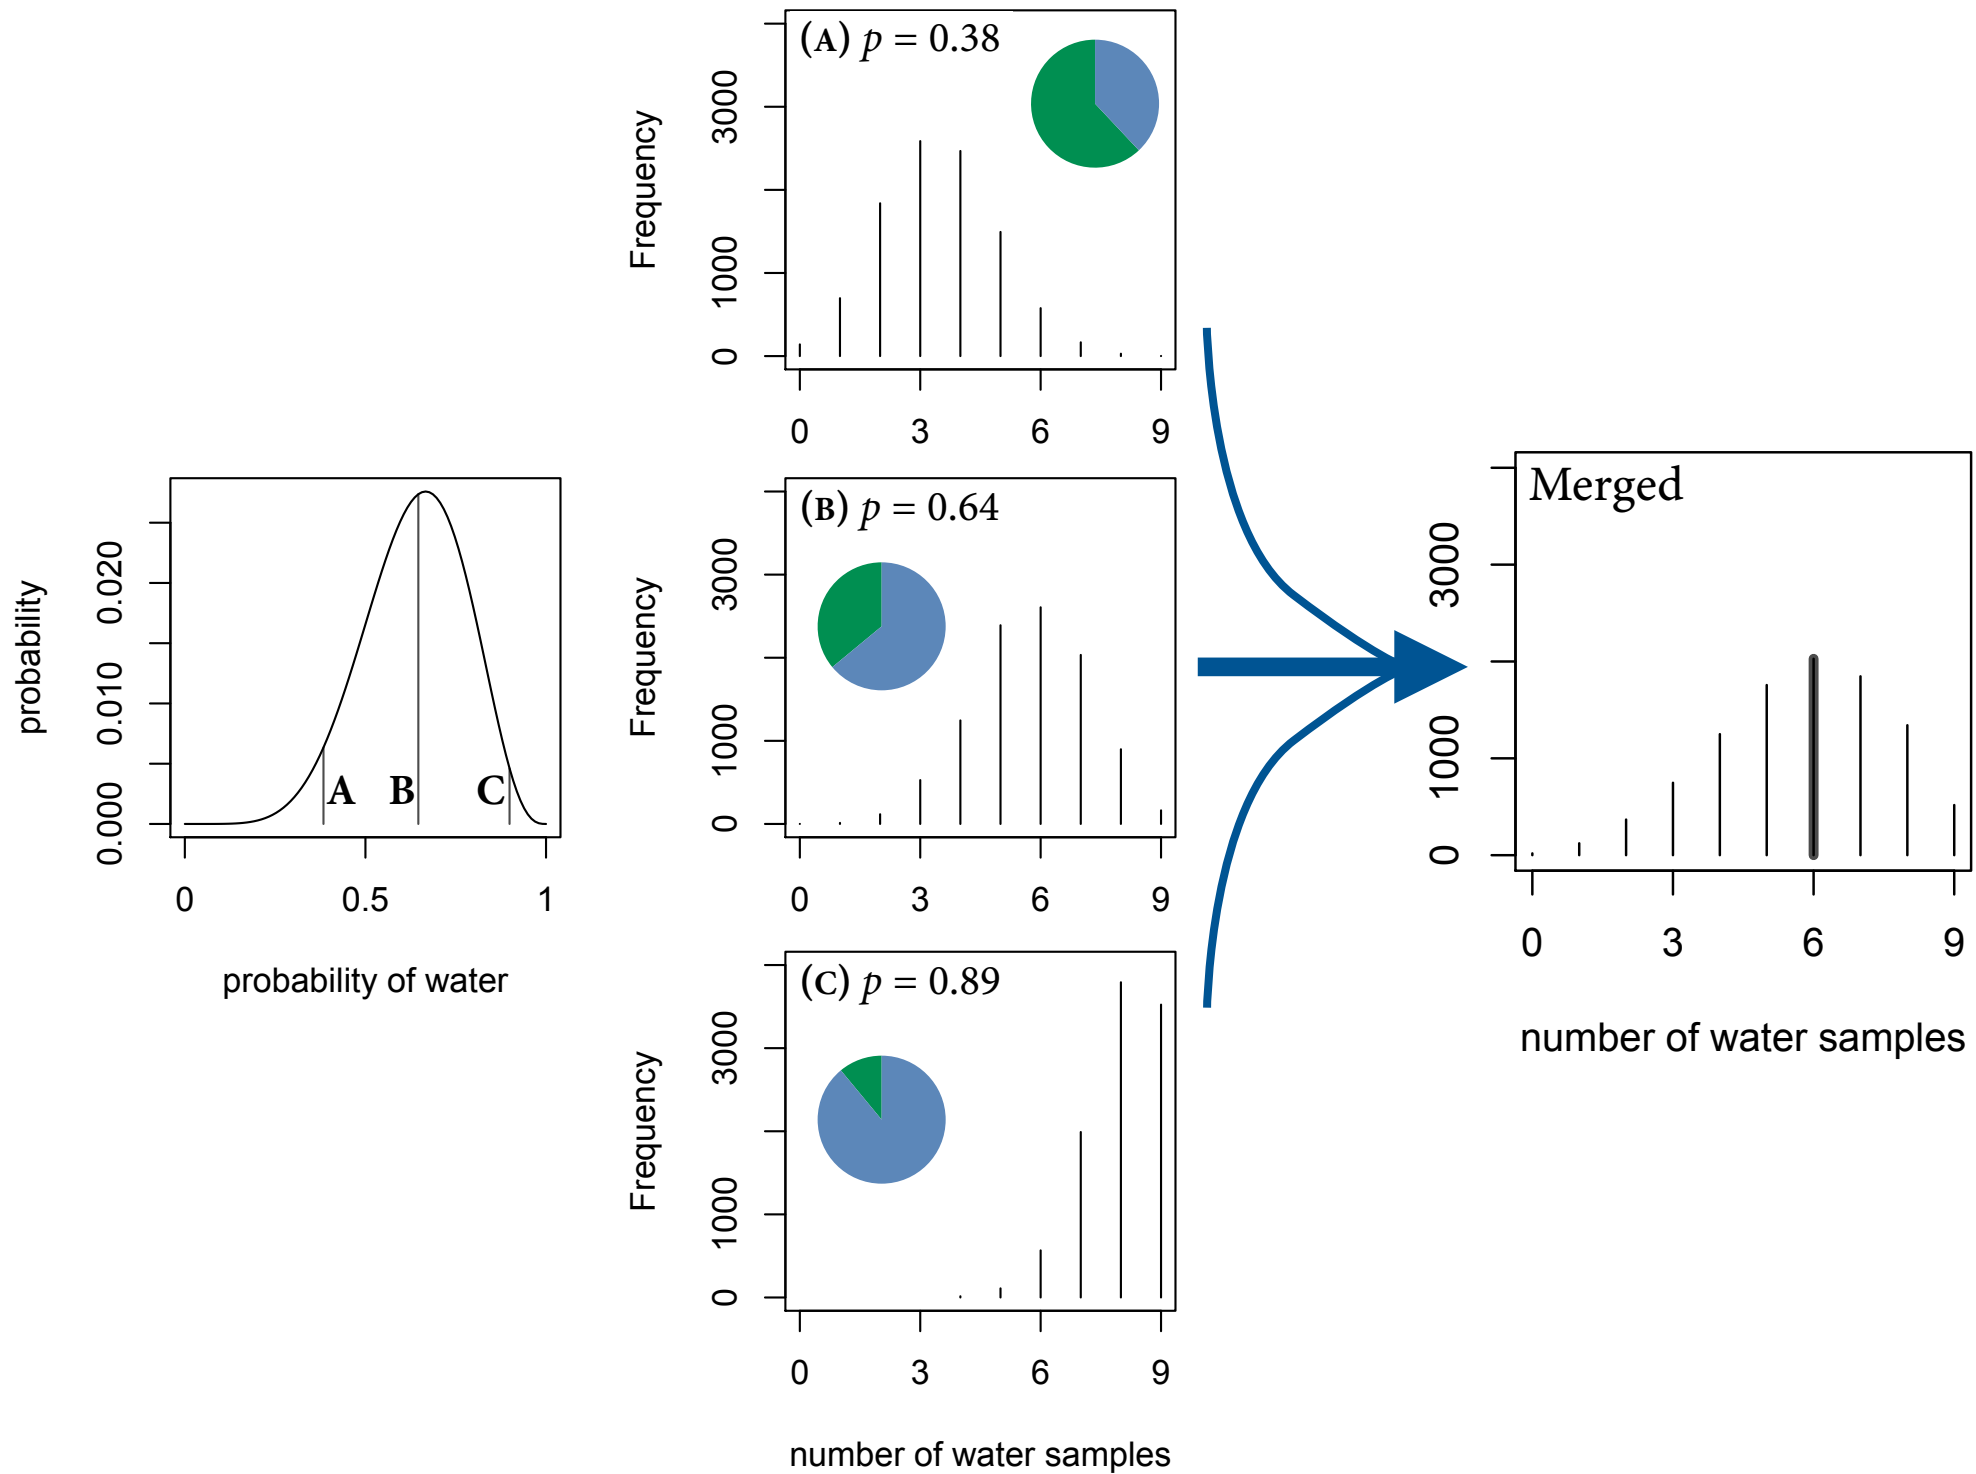 probability
0.000 0.010 0.020
A B C
0 0.5 1
probability of water
(A) p = 0.38
Frequency
0 1000 3000
0 3 6 9
(B) p = 0.64
Frequency
0 1000 3000
0 3 6 9
(C) p = 0.89
Frequency
0 1000 3000
0 3 6 9
number of water samples
Merged
0 1000 3000
0 3 6 9
number of water samples